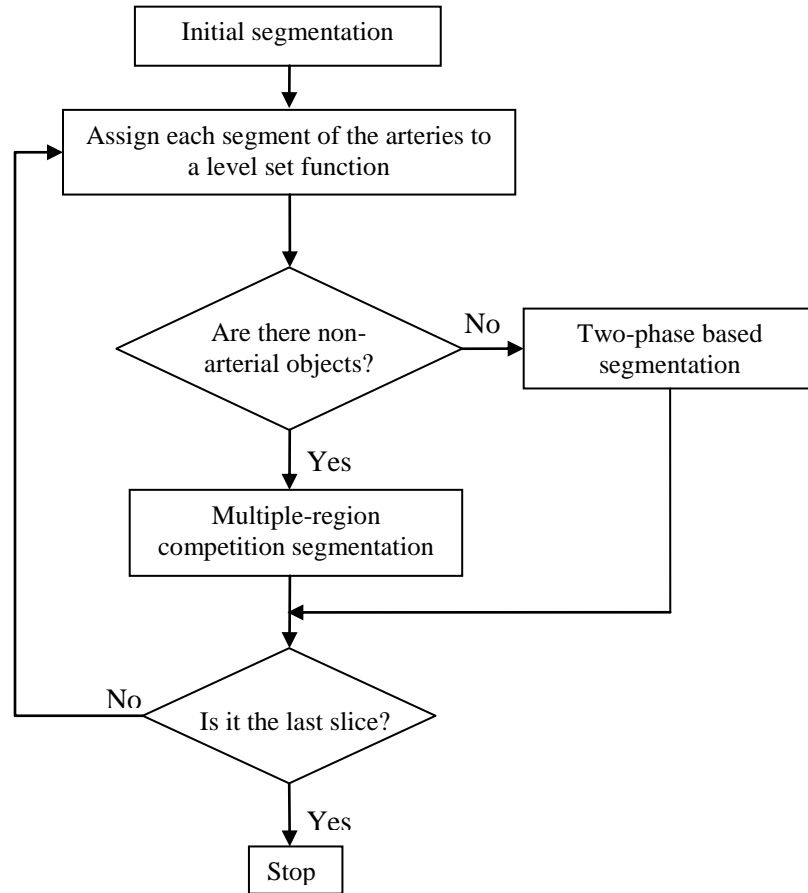 Initial segmentation
Assign each segment of the arteries to
a level set function
Are there non-
arterial objects?
No
Two-phase based
segmentation
Yes
Multiple-region
competition segmentation
No
Is it the last slice?
Yes
Stop